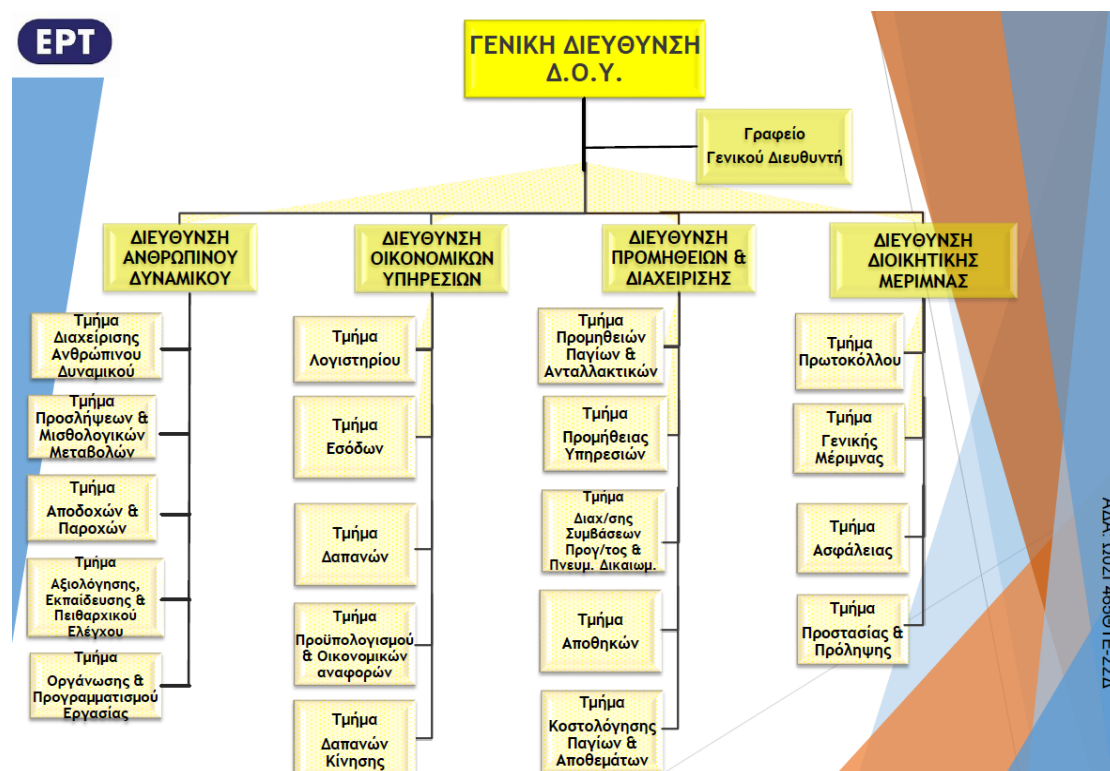 ΕΡΤ
ΓΕΝΙΚΗ ΔΙΕΥΘΥΝΣΗ
Δ.Ο.Υ.
Γραφείο
Γενικού Διευθυντή
ΔΙΕΥΘΥΝΣΗ
ΑΝΘΡΩΠΙΝΟΥ
ΔΥΝΑΜΙΚΟΥ
Τμήμα
Διαχείρισης
Ανθρώπινου
Δυναμικού
Τμήμα
Προσλήψεων &
Μισθολογικών
Μεταβολών
Τμήμα
Αποδοχών &
Παροχών
Τμήμα
Αξιολόγησης,
Εκπαίδευσης &
Πειθαρχικού
Ελέγχου
Τμήμα
Οργάνωσης &
Προγραμματισμού
Εργασίας
ΔΙΕΥΘΥΝΣΗ
ΟΙΚΟΝΟΜΙΚΩΝ
ΥΠΗΡΕΣΙΩΝ
Τμήμα
Λογιστηρίου
Τμήμα
Εσόδων
Τμήμα
Δαπανών
Τμήμα
Προϋπολογισμού
& Οικονομικών
αναφορών
Τμήμα
Δαπανών
Κίνησης
ΔΙΕΥΘΥΝΣΗ
ΠΡΟΜΗΘΕΙΩΝ &
ΔΙΑΧΕΙΡΙΣΗΣ
Τμήμα
Προμηθειών
Παγίων &
Ανταλλακτικών
Τμήμα
Προμήθειας
Υπηρεσιών
Τμήμα
Διαχ/σης
Συμβάσεων
Προγ/τος &
Πνευμ. Δικαιωμ.
Τμήμα
Αποθηκών
Τμήμα
Κοστολόγησης
Παγίων &
Αποθεμάτων
ΔΙΕΥΘΥΝΣΗ
ΔΙΟΙΚΗΤΙΚΗΣ
ΜΕΡΙΜΝΑΣ
Τμήμα
Πρωτοκόλλου
Τμήμα
Γενικής
Μέριμνας
Τμήμα
Ασφάλειας
Τμήμα
Προστασίας &
Πρόληψης